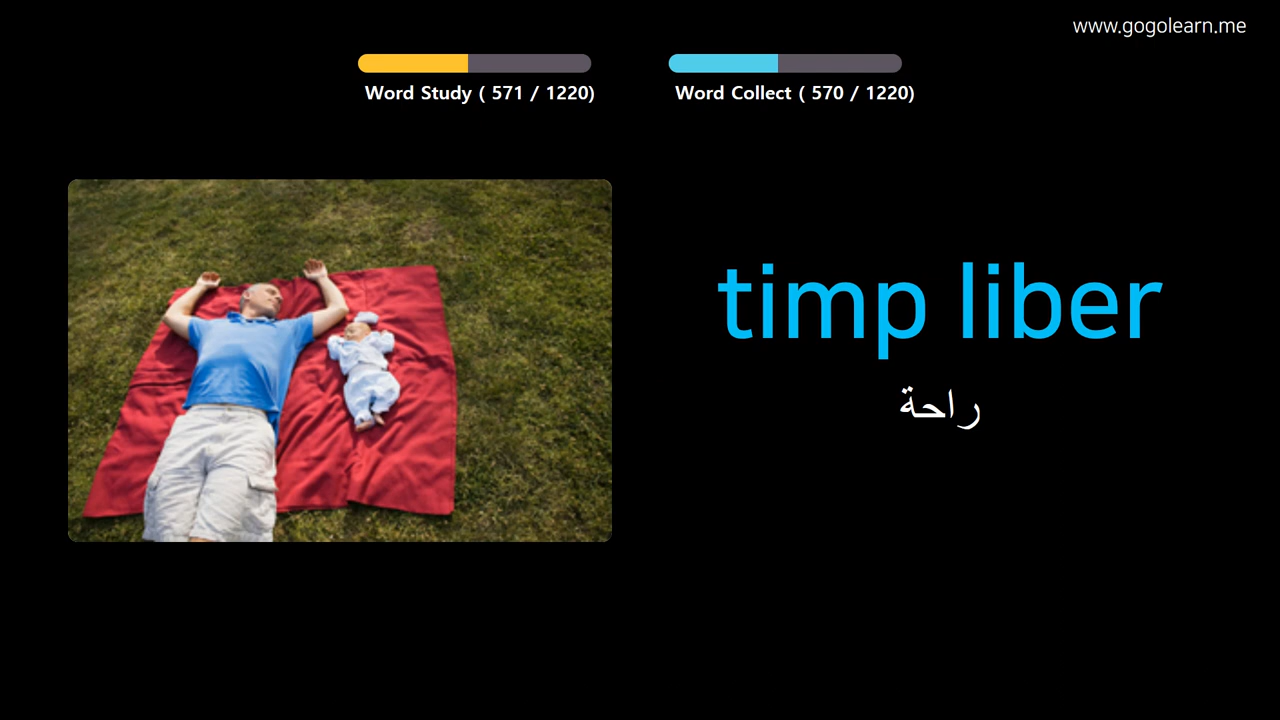 www.gogolearn.me
Word Study ( 571 / 1220)
Word Collect ( 570 / 1220)
timp liber
راحة